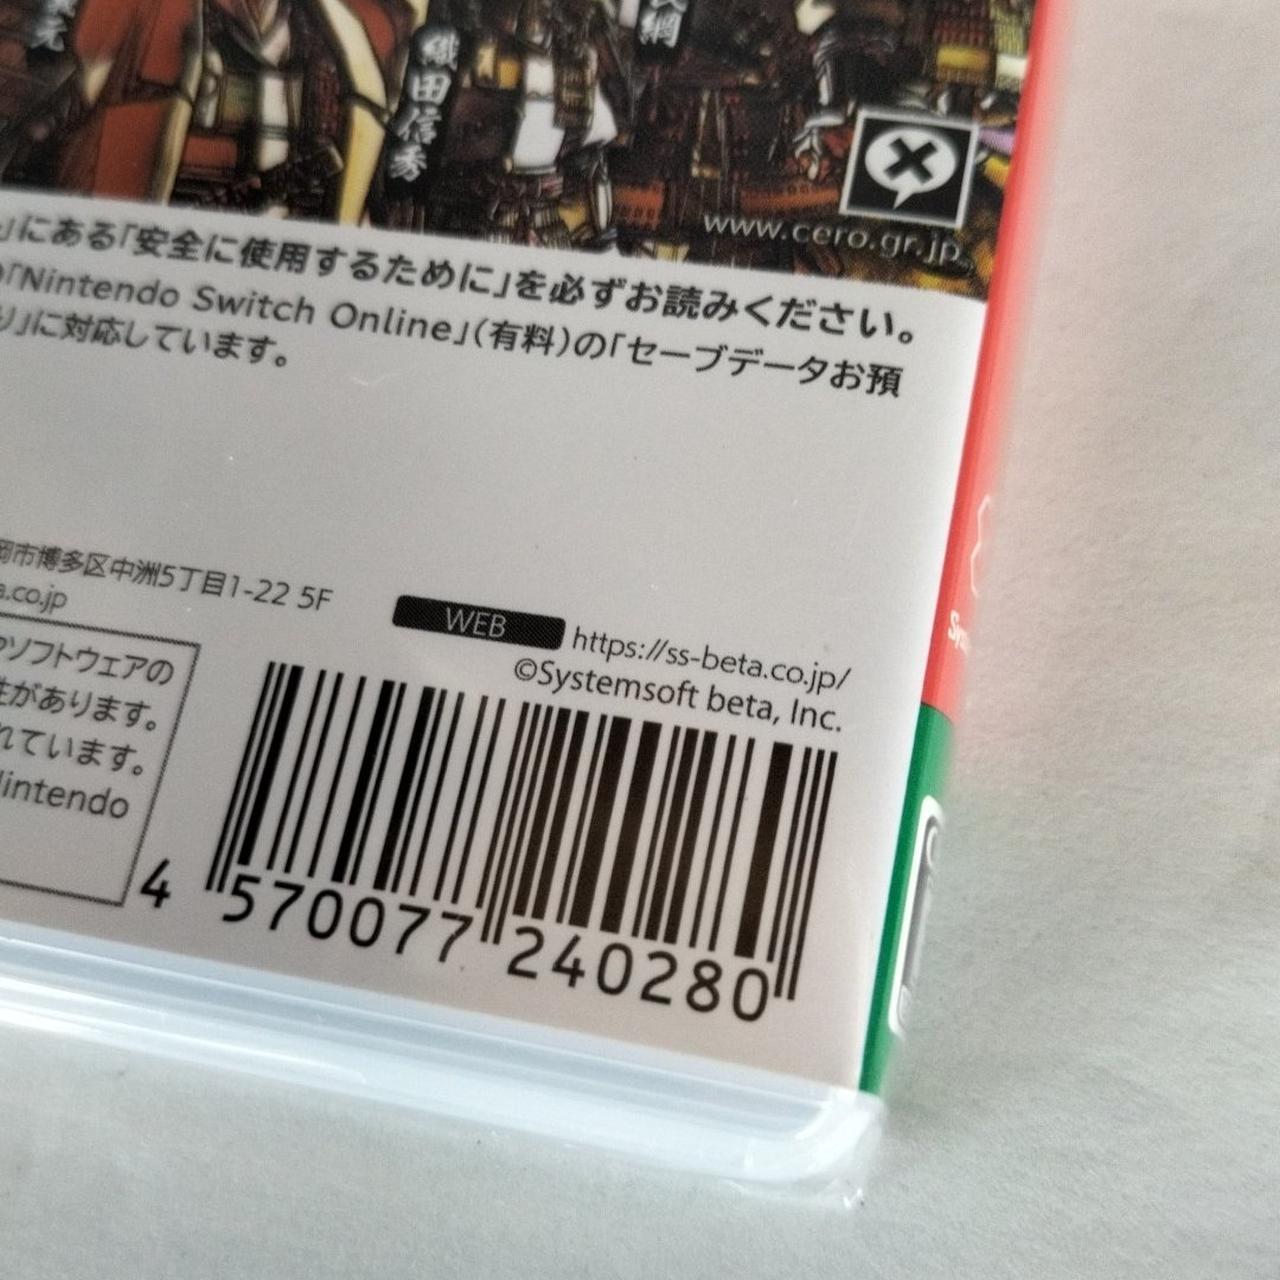 織田信秀
綱
www.cero.gr.jp
」にある「安全に使用するために」を必ずお読みください。
「Nintendo Switch Online」(有料)の「セーブデータお預
り」に対応しています。
岡市博多区中洲5丁目1-22 5F
a.co.jp
WEB https://ss-beta.co.jp/
©Systemsoft beta, Inc.
ソフトウェアの
性があります。
れています。
Nintendo
4 570077 240280